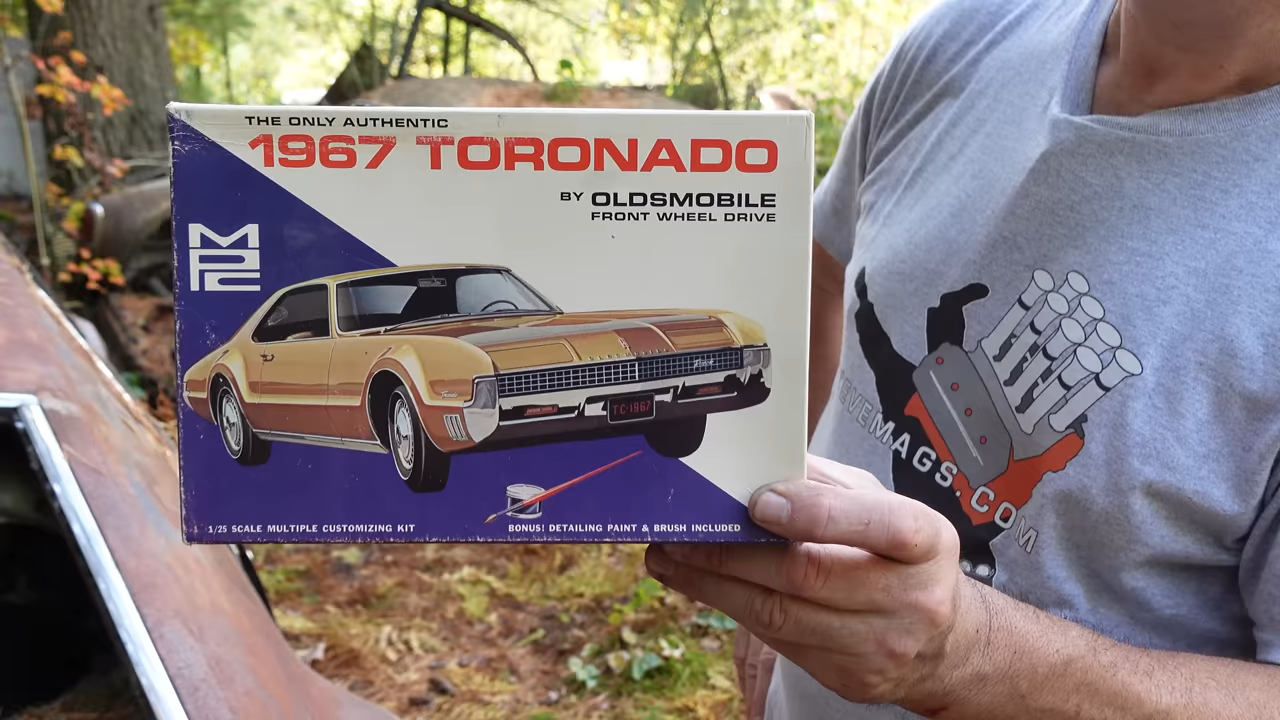 THE ONLY AUTHENTIC
1967 TORONADO
BY OLDSMOBILE
FRONT WHEEL DRIVE
MPC
OLDSMOBILE
TC-1967
1/25 SCALE MULTIPLE CUSTOMIZING KIT
BONUS! DETAILING PAINT & BRUSH INCLUDED
EVEMAGS.COM